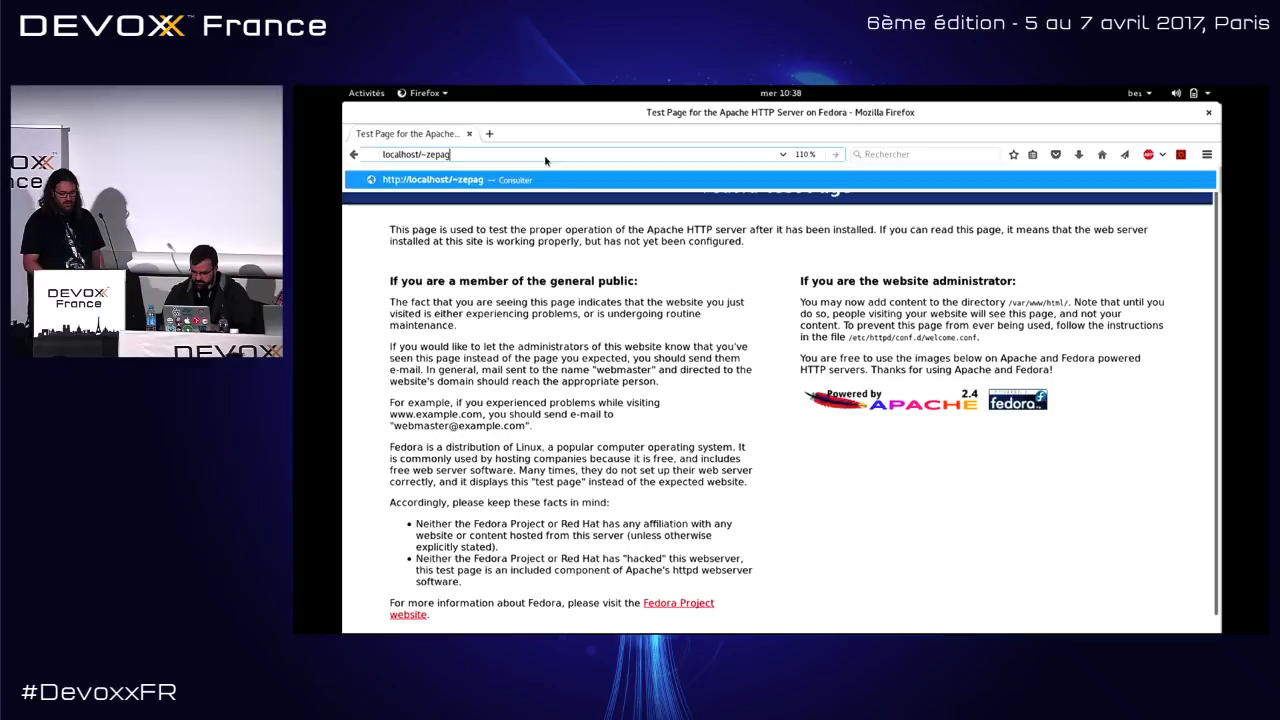 DEVOXX™ France
6ème édition - 5 au 7 avril 2017, Paris
Activités
Firefox
mer 10:38
be₁
Test Page for the Apache HTTP Server on Fedora - Mozilla Firefox
Test Page for the Apache...
localhost/~zepag
110 %
Rechercher
http://localhost/~zepag — Consulter
This page is used to test the proper operation of the Apache HTTP server after it has been installed. If you can read this page, it means that the web server
installed at this site is working properly, but has not yet been configured.
If you are a member of the general public:
The fact that you are seeing this page indicates that the website you just
visited is either experiencing problems, or is undergoing routine
maintenance.
If you would like to let the administrators of this website know that you've
seen this page instead of the page you expected, you should send them
e-mail. In general, mail sent to the name "webmaster" and directed to the
website's domain should reach the appropriate person.
For example, if you experienced problems while visiting
www.example.com, you should send e-mail to
"webmaster@example.com".
Fedora is a distribution of Linux, a popular computer operating system. It
is commonly used by hosting companies because it is free, and includes
free web server software. Many times, they do not set up their web server
correctly, and it displays this "test page" instead of the expected website.
Accordingly, please keep these facts in mind:
• Neither the Fedora Project or Red Hat has any affiliation with any
website or content hosted from this server (unless otherwise
explicitly stated).
• Neither the Fedora Project or Red Hat has "hacked" this webserver,
this test page is an included component of Apache's httpd webserver
software.
For more information about Fedora, please visit the Fedora Project
website.
If you are the website administrator:
You may now add content to the directory /var/www/html/. Note that until you
do so, people visiting your website will see this page, and not your
content. To prevent this page from ever being used, follow the instructions
in the file /etc/httpd/conf.d/welcome.conf.
You are free to use the images below on Apache and Fedora powered
HTTP servers. Thanks for using Apache and Fedora!
Powered by
APACHE 2.4
fedora
DEVOXX
France
DEVOXX
#DevoxxFR